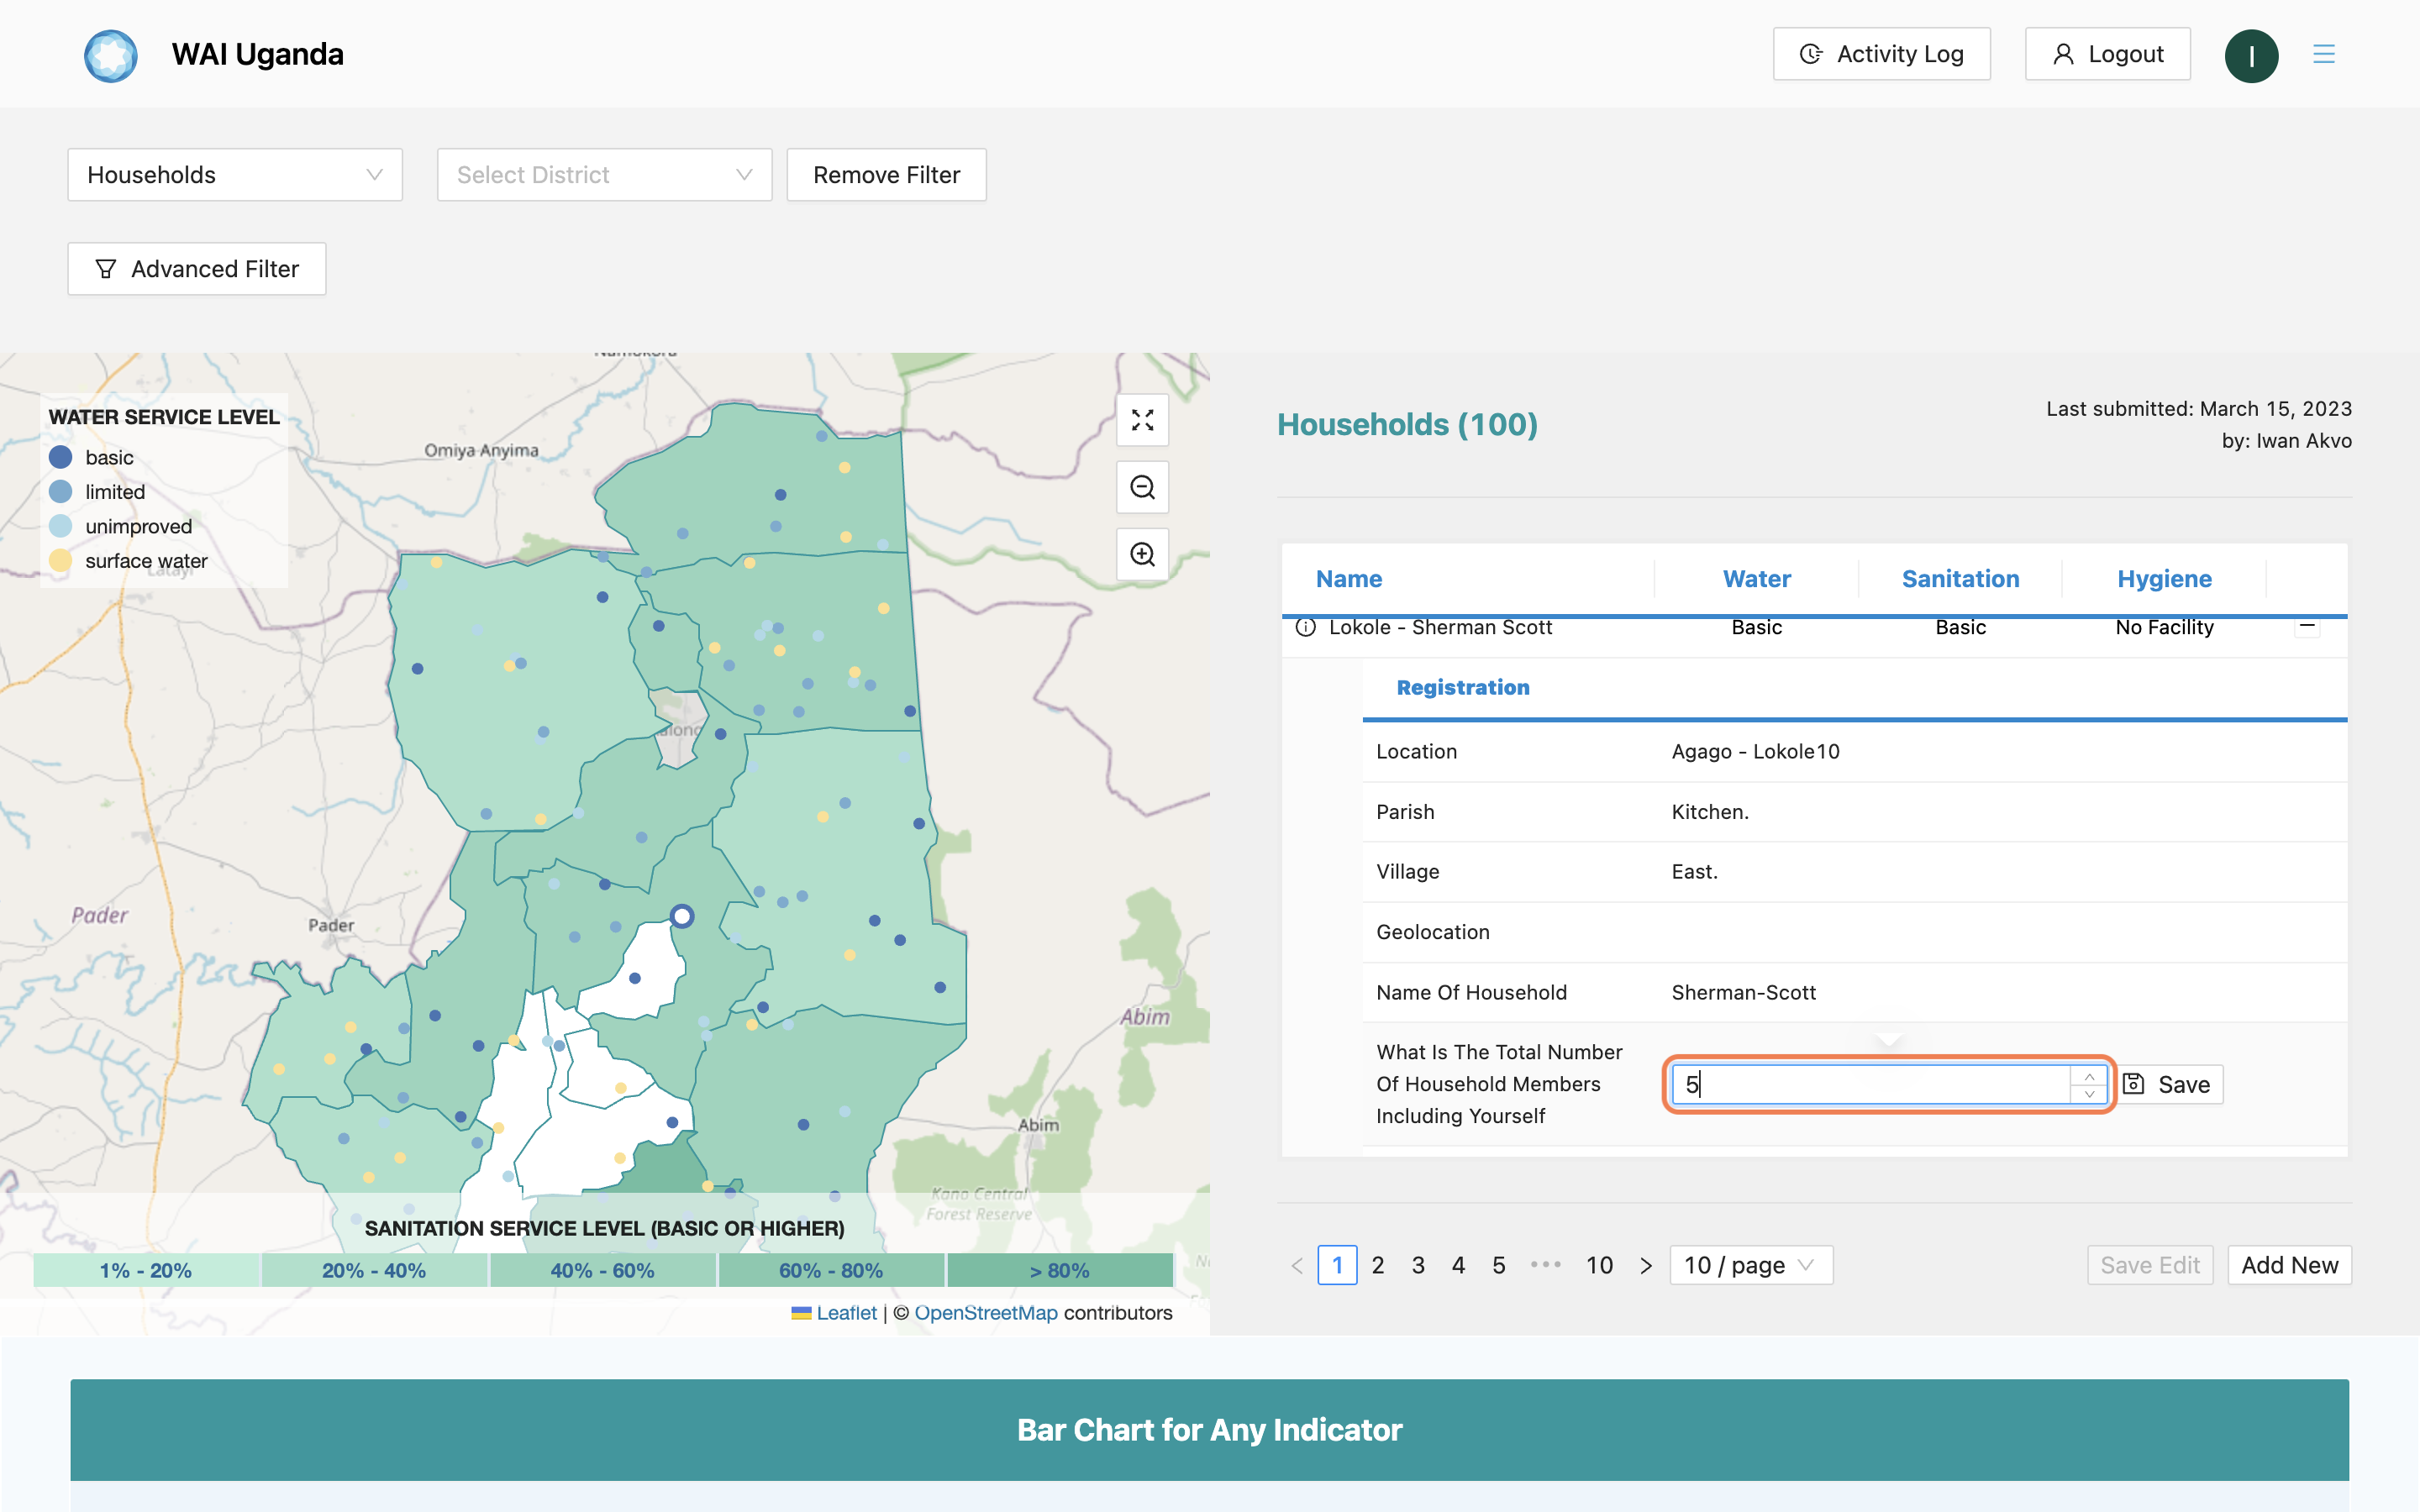 WAI Uganda
Activity Log
Logout
I
Households
Select District
Remove Filter
Advanced Filter
WATER SERVICE LEVEL
basic
limited
unimproved
surface water
Omiya Anyima
Pader
Pader
Abim
Abim
Kano Central
Forest Reserve
SANITATION SERVICE LEVEL (BASIC OR HIGHER)
1% - 20%
20% - 40%
40% - 60%
60% - 80%
> 80%
Leaflet | © OpenStreetMap contributors
Households (100)
Last submitted: March 15, 2023
by: Iwan Akvo
Name
Water
Sanitation
Hygiene
Lokole - Sherman Scott
Basic
Basic
No Facility
Registration
Location
Agago - Lokole10
Parish
Kitchen.
Village
East.
Geolocation
Name Of Household
Sherman-Scott
What Is The Total Number
Of Household Members
Including Yourself
5
Save
< 1 2 3 4 5 ••• 10 >
10 / page
Save Edit
Add New
Bar Chart for Any Indicator